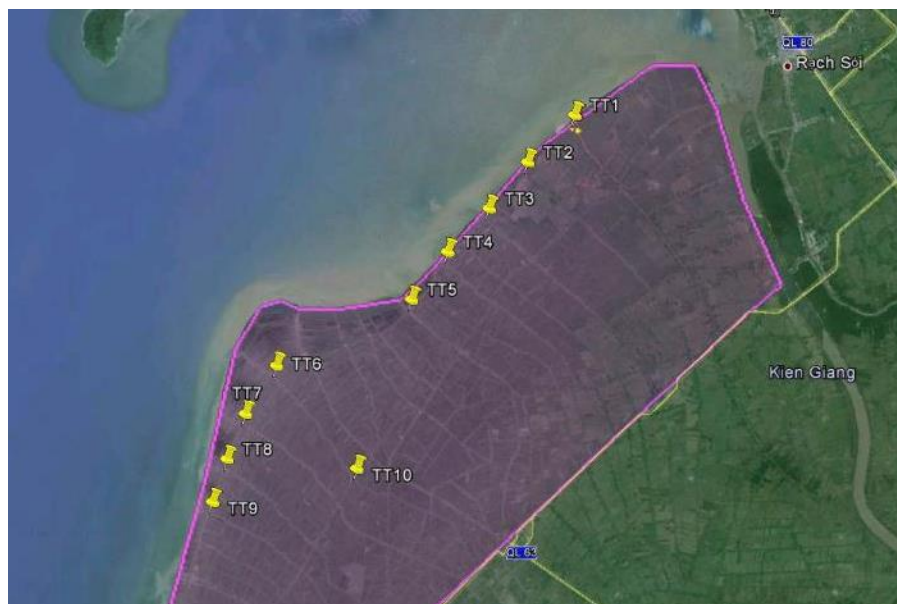 QL 80
Rạch Sỏi
TT1
TT2
TT3
TT4
TT5
TT6
Kien Giang
TT7
TT8
TT10
TT9
QL 63